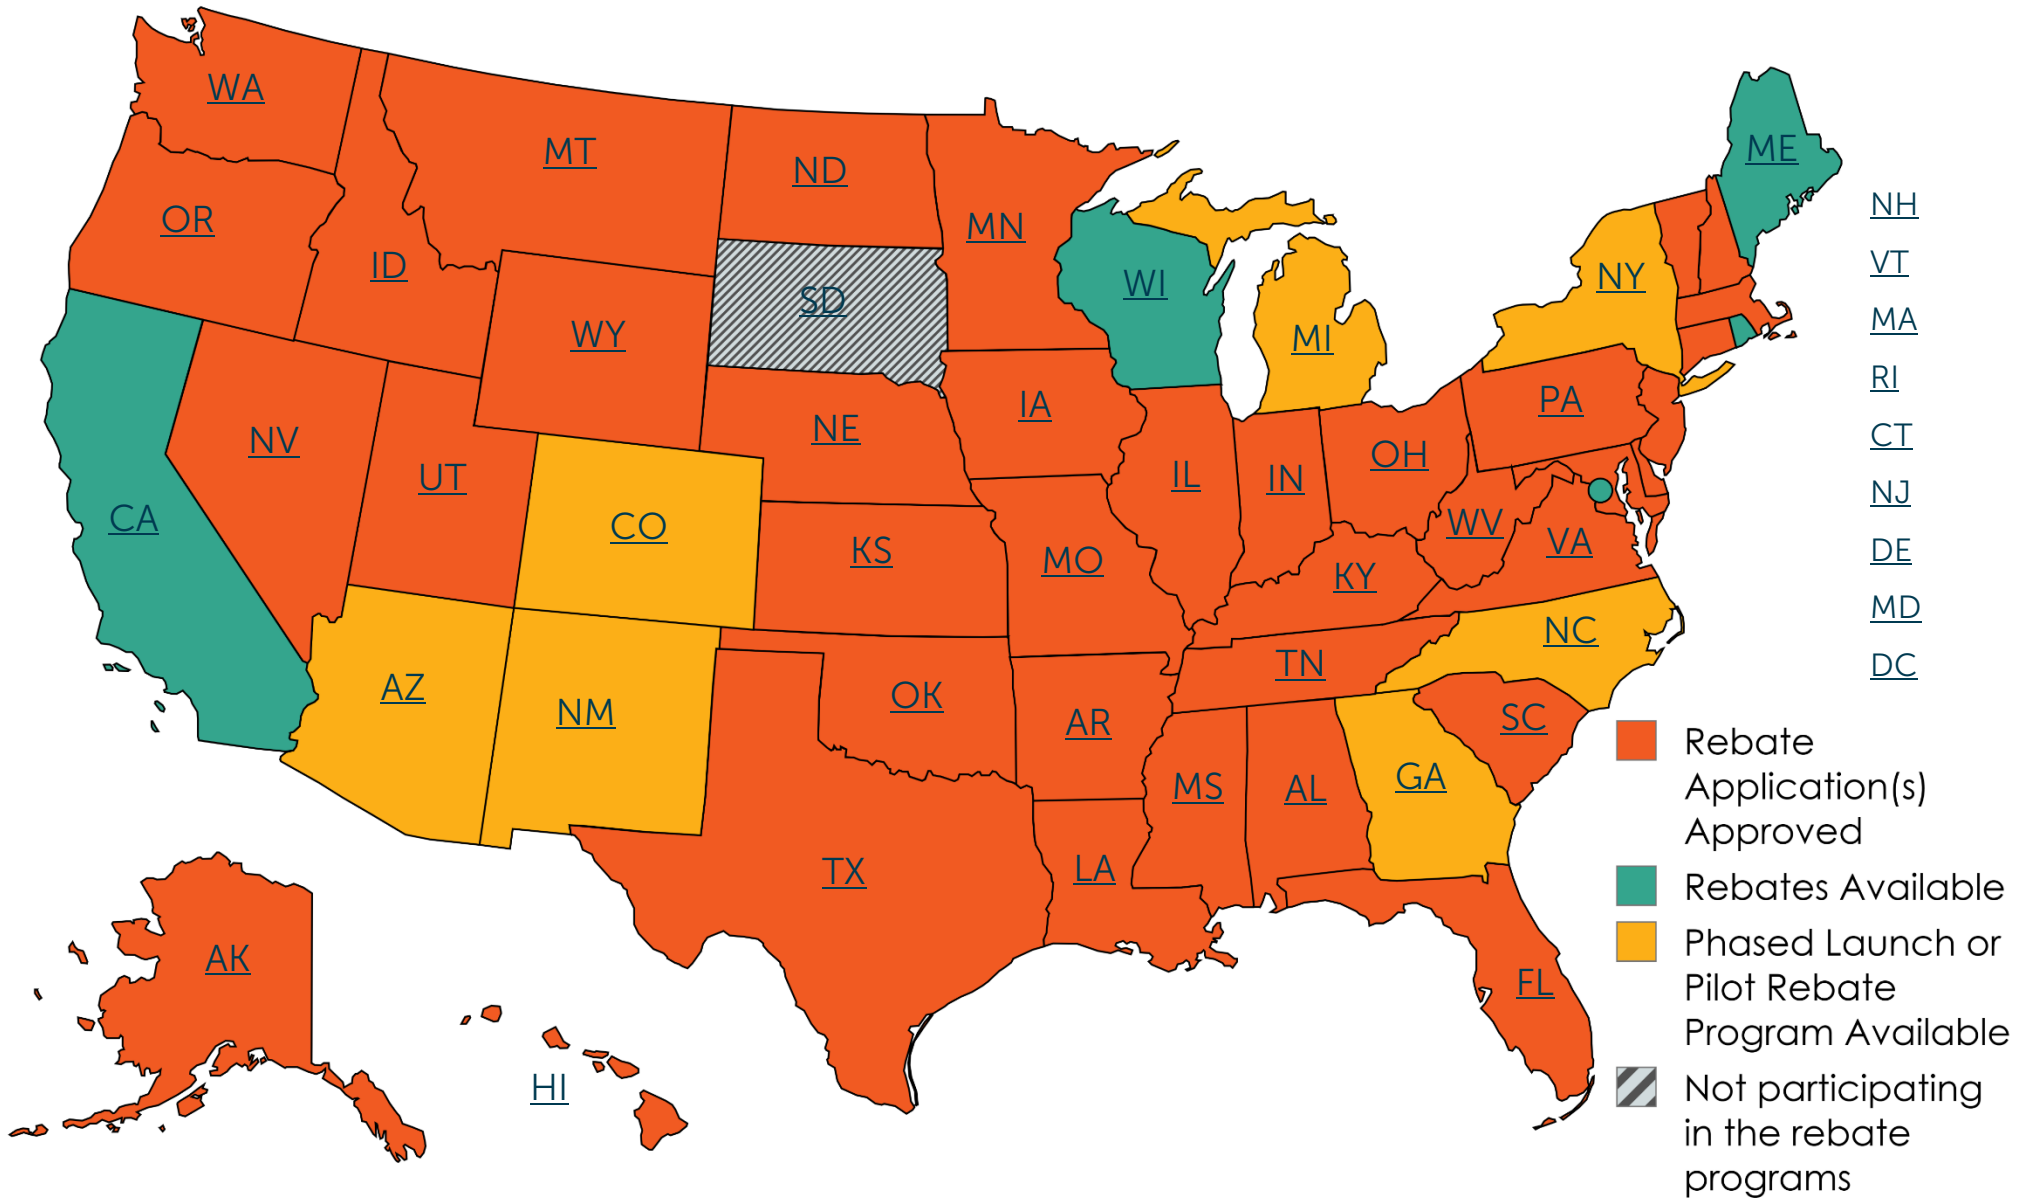 WA
MT
ND
ME
OR
ID
MN
NH
SD
WI
NY
VT
WY
MI
MA
NV
UT
NE
IA
PA
RI
CA
CO
IL
IN
OH
CT
KS
MO
WV
VA
NJ
KY
DE
AZ
NM
OK
TN
NC
MD
AR
SC
DC
TX
MS
AL
GA
LA
AK
FL
HI
Rebate
Application(s)
Approved
Rebates Available
Phased Launch or
Pilot Rebate
Program Available
Not participating
in the rebate
programs